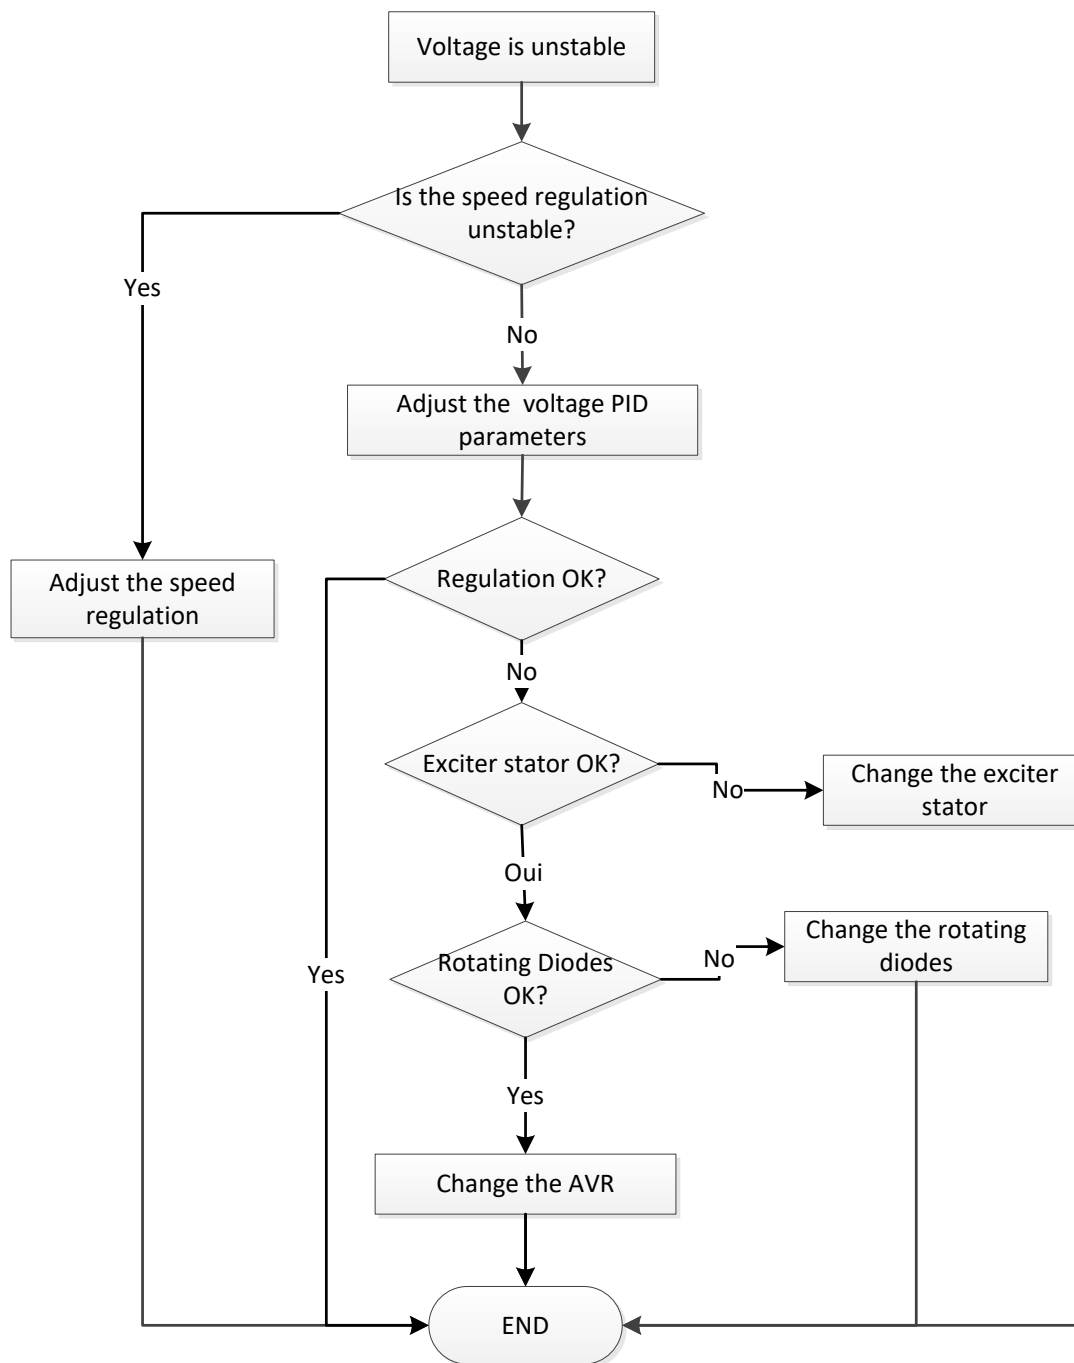 Voltage is unstable
Is the speed regulation
unstable?
Yes
No
Adjust the  voltage PID
parameters
Adjust the speed
regulation
Regulation OK?
No
Exciter stator OK?
No
Change the exciter
stator
Oui
Change the rotating
diodes
No
Rotating Diodes
OK?
Yes
Yes
Change the AVR
END